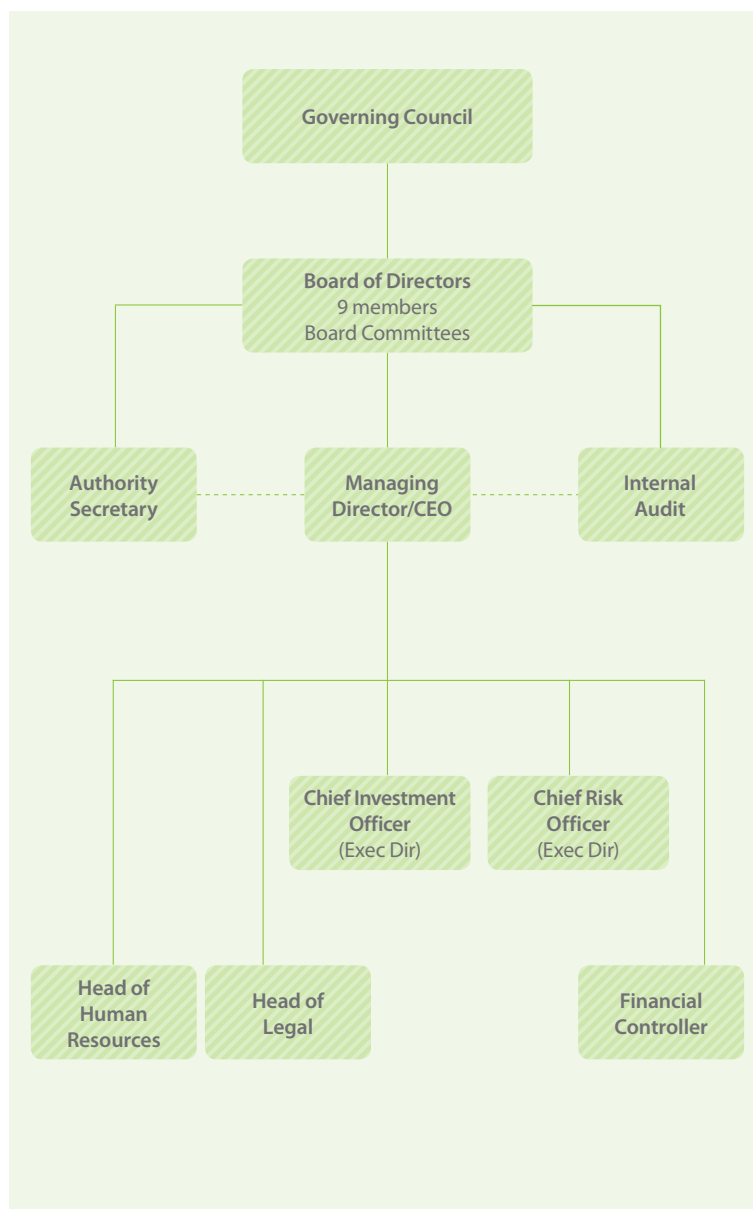 Governing Council
Board of Directors
9 members
Board Committees
Authority
Secretary
Managing
Director/CEO
Internal
Audit
Chief Investment
Officer
(Exec Dir)
Chief Risk
Officer
(Exec Dir)
Head of
Human
Resources
Head of
Legal
Financial
Controller